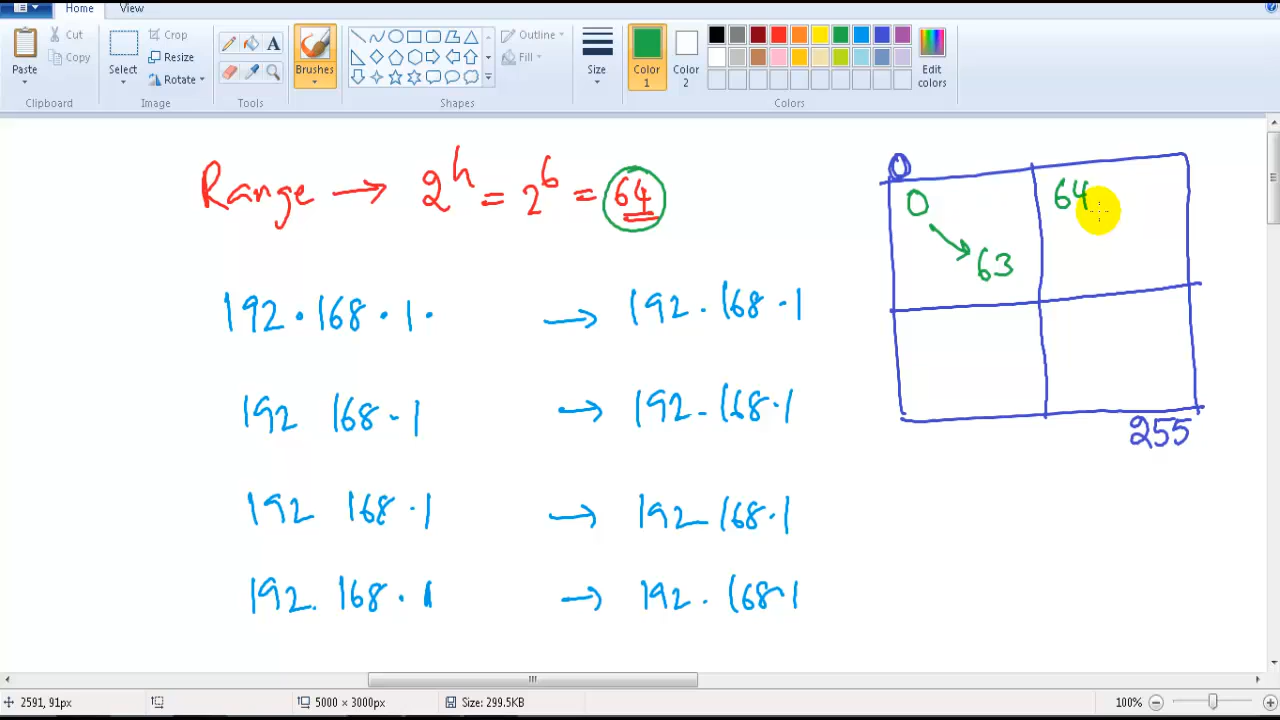 Home View
Paste Cut Copy Select Crop Resize Rotate A Brushes Outline Fill Size Color 1 Color 2 Edit colors
Clipboard Image Tools Shapes Colors
Range → 2^h = 2^6 = 64
0
0 64
63
192.168.1. → 192.168.1
192 168-1 → 192-168.1
255
192 168.1 → 192-168.1
192.168.1 → 192.168.1
2591, 91px 5000 × 3000px Size: 299.5KB 100%